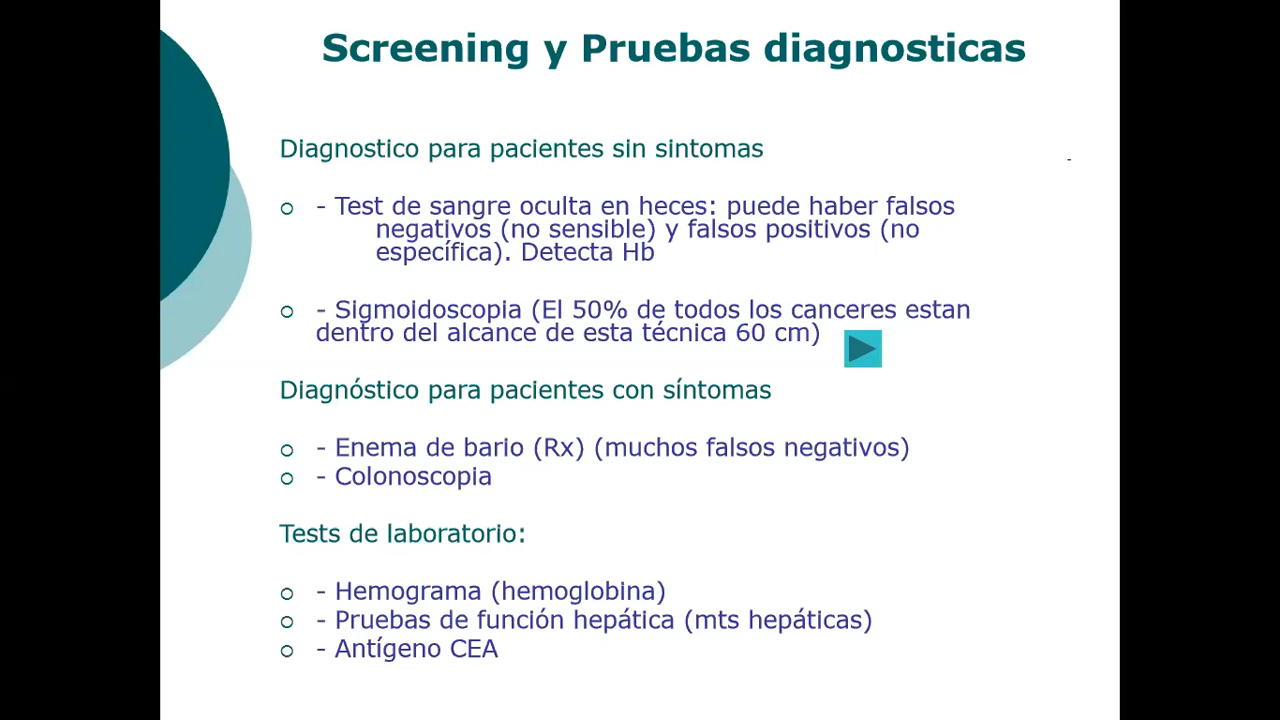 Screening y Pruebas diagnosticas
Diagnostico para pacientes sin sintomas
- Test de sangre oculta en heces: puede haber falsos
negativos (no sensible) y falsos positivos (no
específica). Detecta Hb
- Sigmoidoscopia (El 50% de todos los canceres estan
dentro del alcance de esta técnica 60 cm)
Diagnóstico para pacientes con síntomas
- Enema de bario (Rx) (muchos falsos negativos)
- Colonoscopia
Tests de laboratorio:
- Hemograma (hemoglobina)
- Pruebas de función hepática (mts hepáticas)
- Antígeno CEA